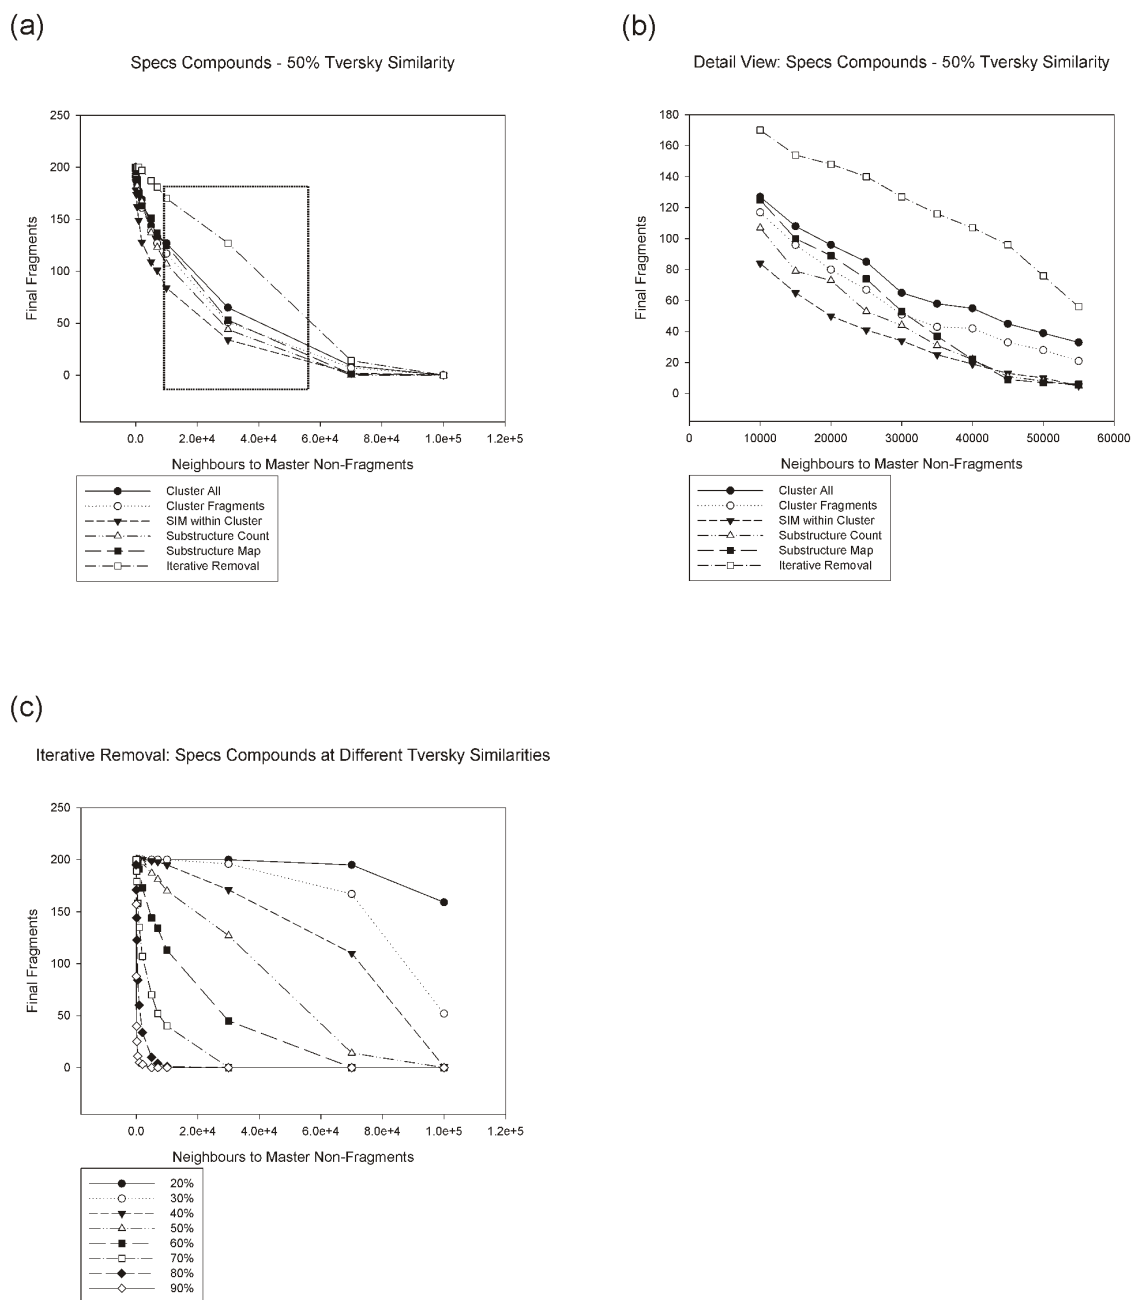 (a)
Specs Compounds - 50% Tversky Similarity
250
200
150
100
50
0
Final Fragments
0.0 2.0e+4 4.0e+4 6.0e+4 8.0e+4 1.0e+5 1.2e+5
Neighbours to Master Non-Fragments
Cluster All
Cluster Fragments
SIM within Cluster
Substructure Count
Substructure Map
Iterative Removal
(b)
Detail View: Specs Compounds - 50% Tversky Similarity
180
160
140
120
100
80
60
40
20
0
Final Fragments
0 10000 20000 30000 40000 50000 60000
Neighbours to Master Non-Fragments
Cluster All
Cluster Fragments
SIM within Cluster
Substructure Count
Substructure Map
Iterative Removal
(c)
Iterative Removal: Specs Compounds at Different Tversky Similarities
250
200
150
100
50
0
Final Fragments
0.0 2.0e+4 4.0e+4 6.0e+4 8.0e+4 1.0e+5 1.2e+5
Neighbours to Master Non-Fragments
20%
30%
40%
50%
60%
70%
80%
90%